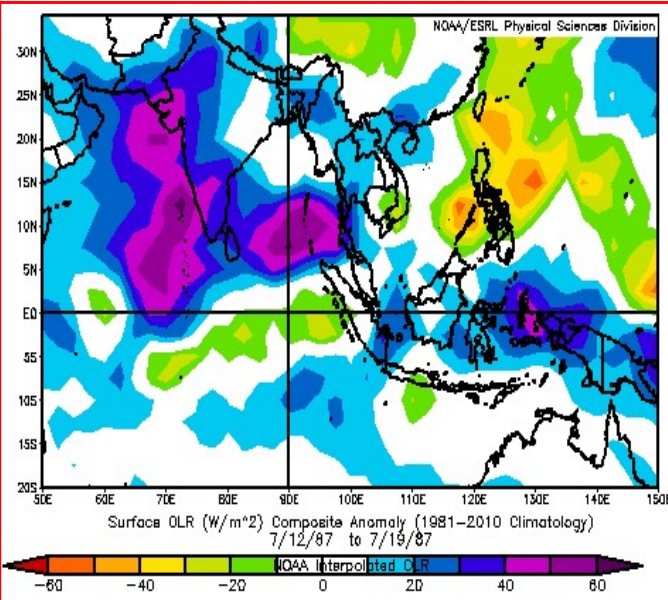 NOAA/ESRL Physical Sciences Division
30N
25N
20N
15N
10N
5N
EQ
5S
10S
15S
20S
50E 60E 70E 80E 90E 100E 110E 120E 130E 140E 150E
Surface OLR (W/m^2) Composite Anomaly (1981-2010 Climatology)
7/12/87 to 7/19/87
NOAA Interpolated OLR
-60 -40 -20 0 20 40 60